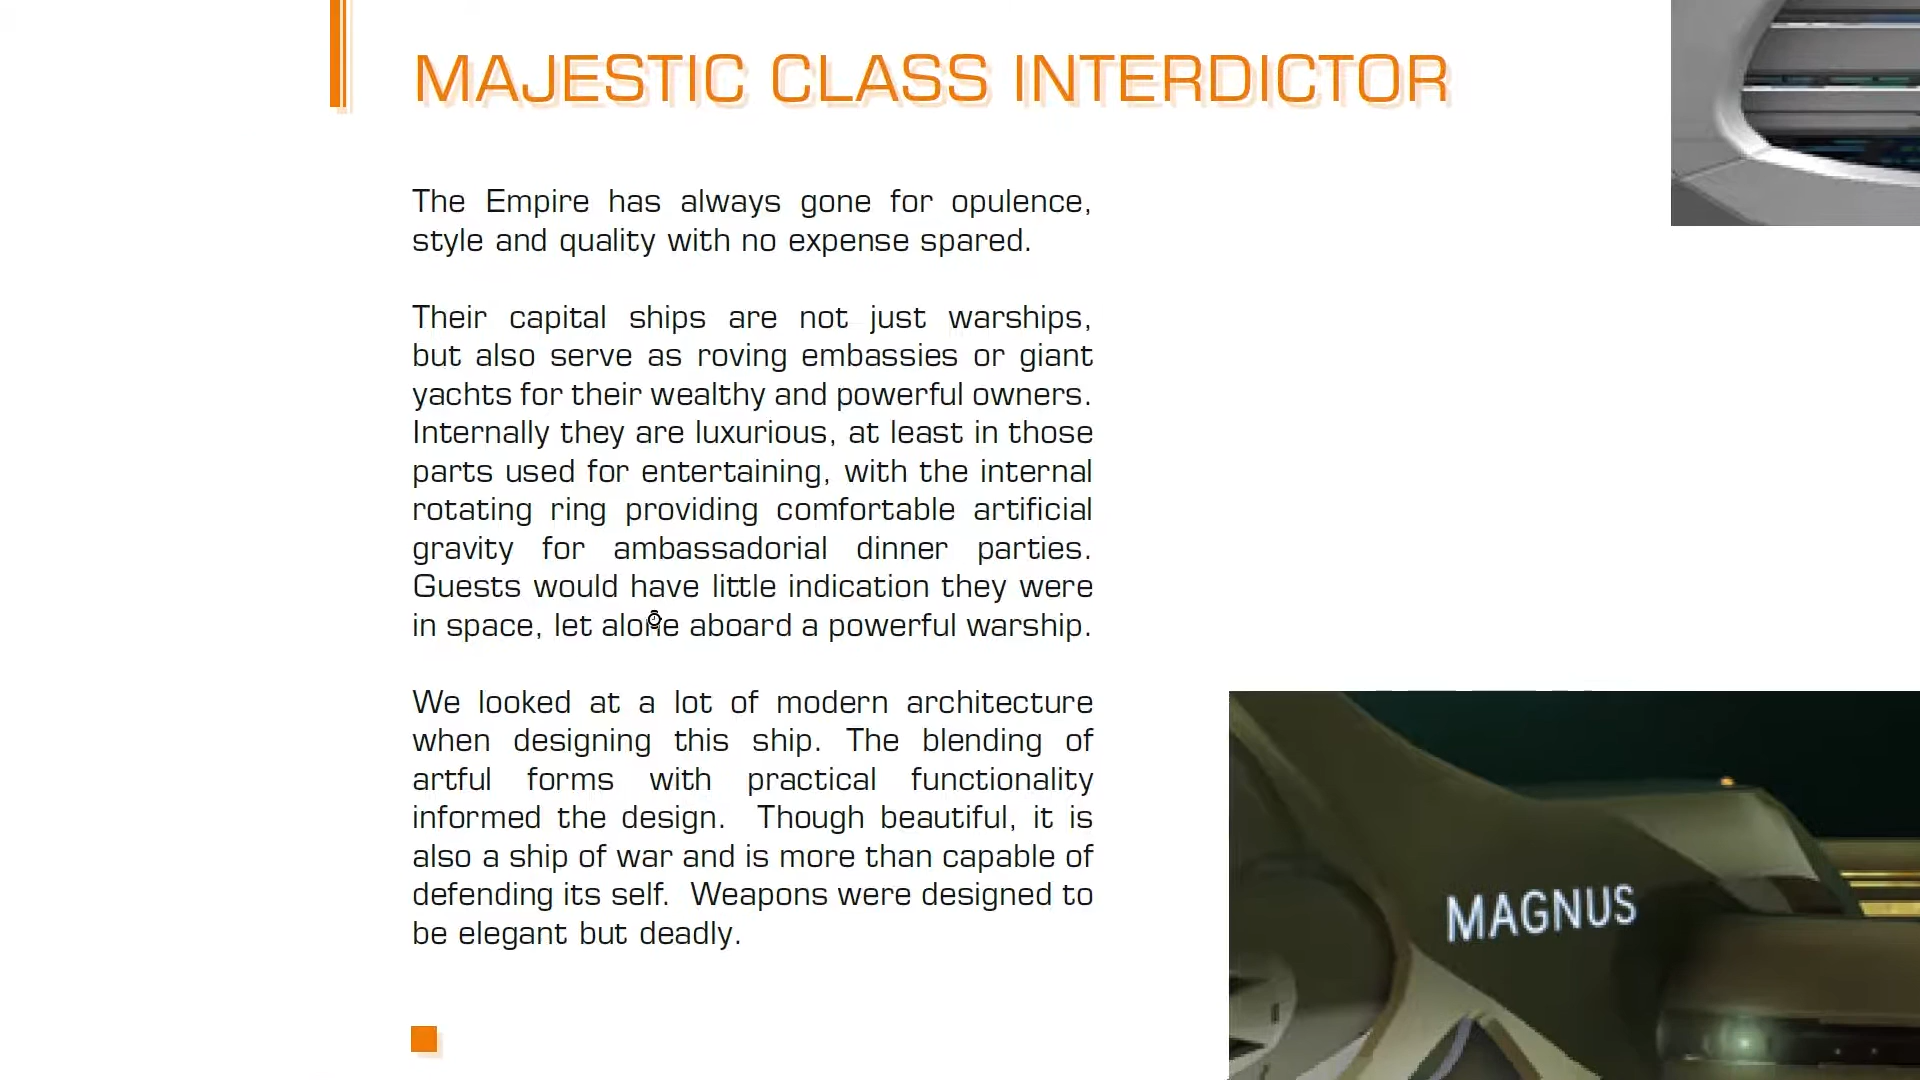 MAJESTIC CLASS INTERDICTOR
The Empire has always gone for opulence,
style and quality with no expense spared.
Their capital ships are not just warships,
but also serve as roving embassies or giant
yachts for their wealthy and powerful owners.
Internally they are luxurious, at least in those
parts used for entertaining, with the internal
rotating ring providing comfortable artificial
gravity for ambassadorial dinner parties.
Guests would have little indication they were
in space, let alone aboard a powerful warship.
We looked at a lot of modern architecture
when designing this ship. The blending of
artful forms with practical functionality
informed the design. Though beautiful, it is
also a ship of war and is more than capable of
defending its self. Weapons were designed to
be elegant but deadly.
MAGNUS